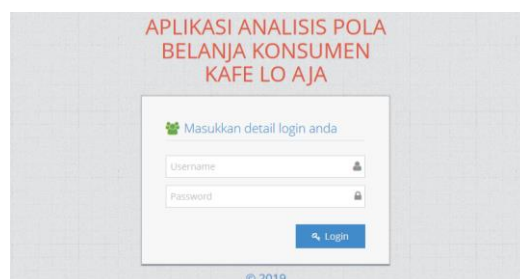 APLIKASI ANALISIS POLA
BELANJA KONSUMEN
KAFE LO AJA
Masukkan detail login anda
Username
Password
Login
© 2019